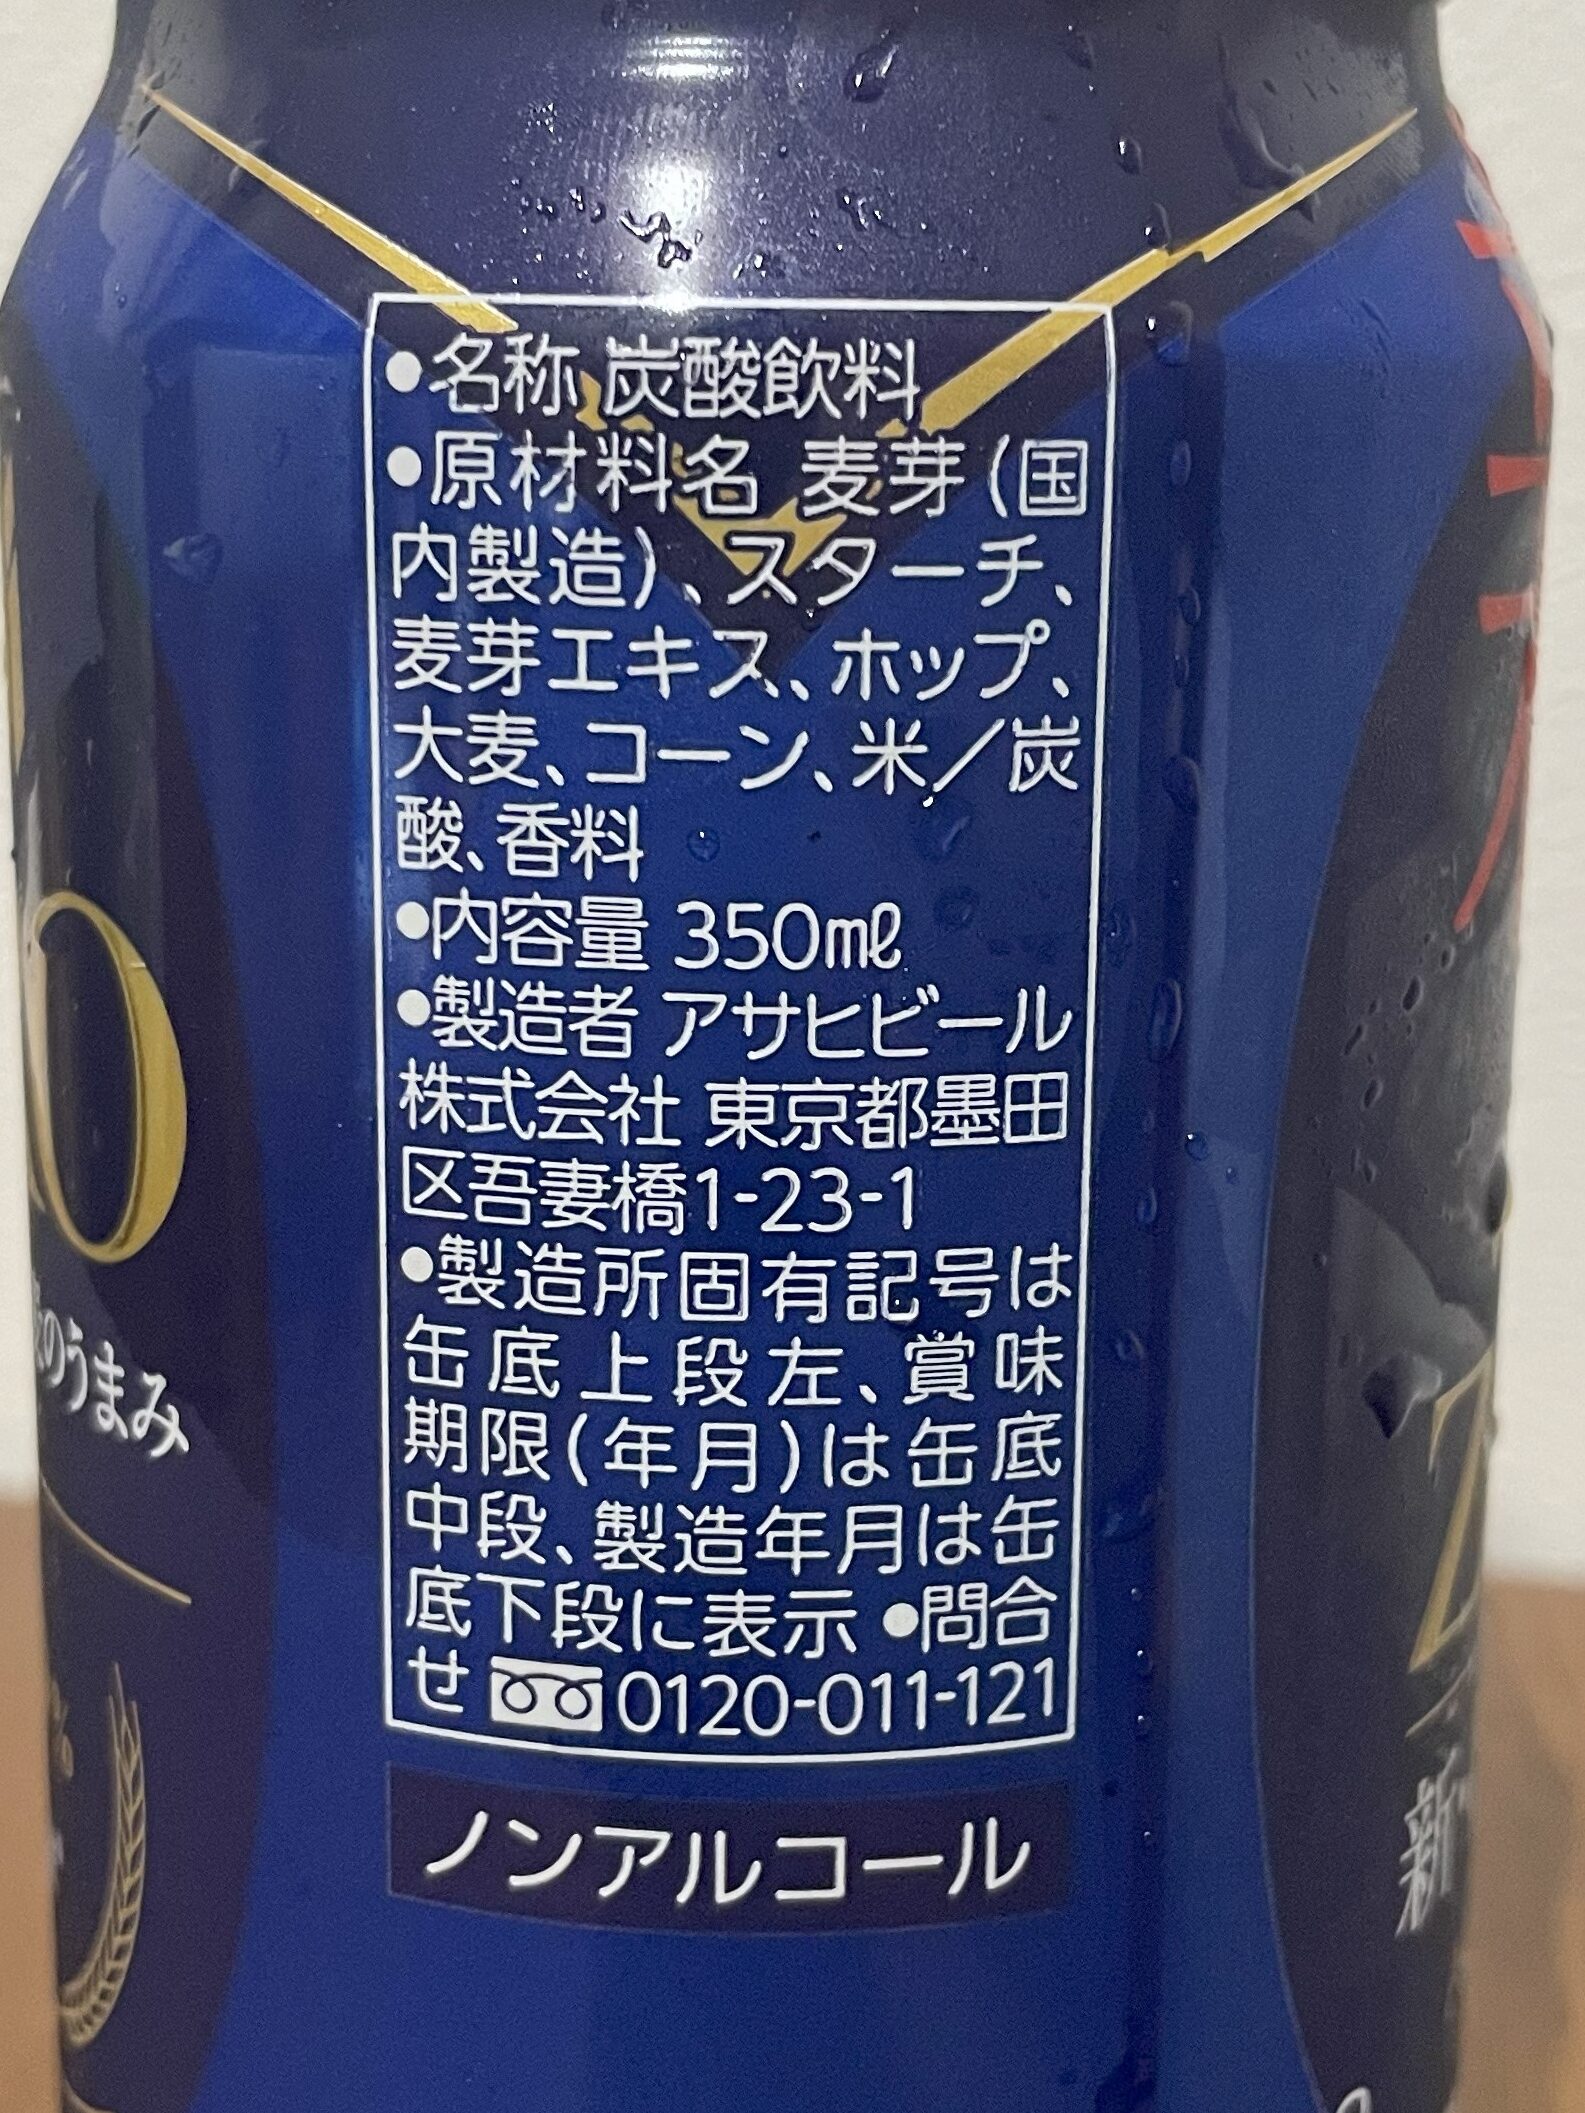 ●名称 炭酸飲料
●原材料名 麦芽(国
内製造)、スターチ、
麦芽エキス、ホップ、
大麦、コーン、米／炭
酸、香料
●内容量 350mℓ
●製造者 アサヒビール
株式会社 東京都墨田
区吾妻橋1-23-1
●製造所固有記号は
缶底上段左、賞味
期限(年月)は缶底
中段、製造年月は缶
底下段に表示 ●問合
せ 0120-011-121
ノンアルコール
のうまみ
新